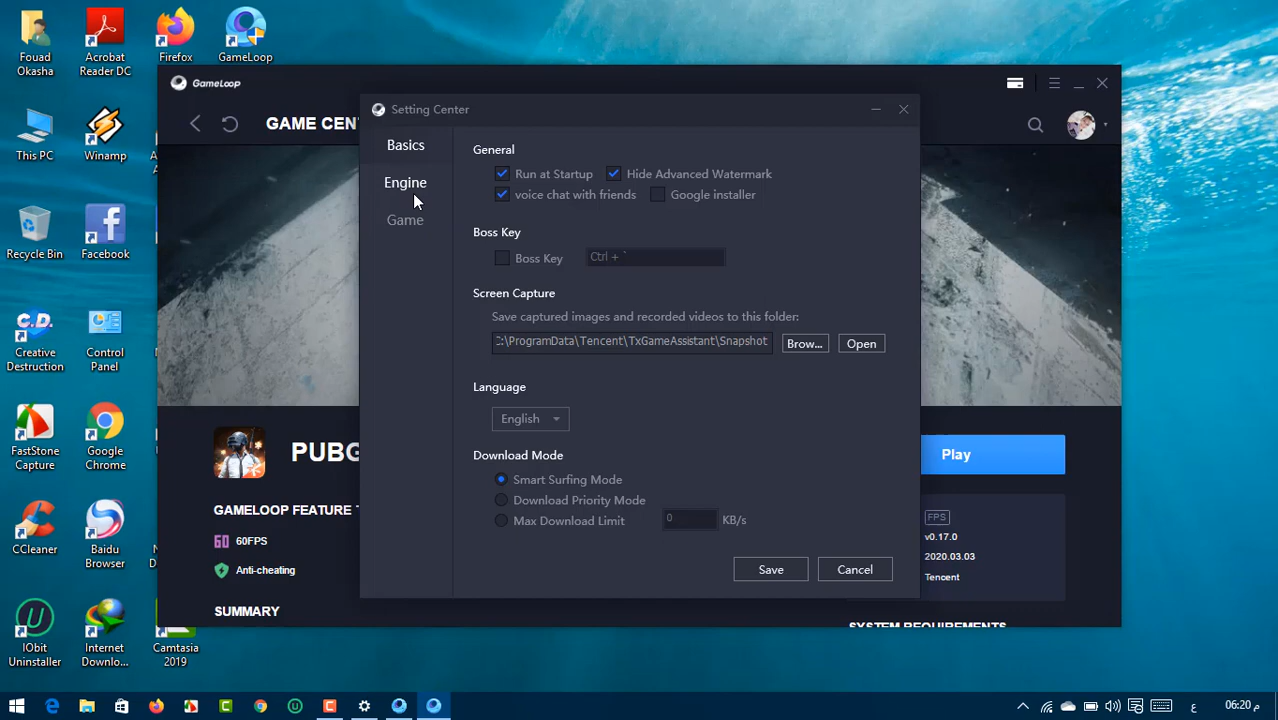 Fouad
Okasha
Acrobat
Reader DC
Firefox
GameLoop
This PC
Winamp
Recycle Bin
Facebook
Creative
Destruction
Control
Panel
FastStone
Capture
Google
Chrome
CCleaner
Baidu
Browser
IObit
Uninstaller
Internet
Downlo...
Camtasia
2019
GameLoop
GAME CEN
Setting Center
Basics
Engine
Game
General
Run at Startup
Hide Advanced Watermark
voice chat with friends
Google installer
Boss Key
Boss Key
Ctrl + `
Screen Capture
Save captured images and recorded videos to this folder:
:\ProgramData\Tencent\TxGameAssistant\Snapshot
Brow...
Open
Language
English
Download Mode
Smart Surfing Mode
Download Priority Mode
Max Download Limit
0
KB/s
Save
Cancel
PUBG
Play
GAMELOOP FEATURE
60
60FPS
Anti-cheating
SUMMARY
FPS
v0.17.0
2020.03.03
Tencent
SYSTEM REQUIREMENTS
ع
06:20 م